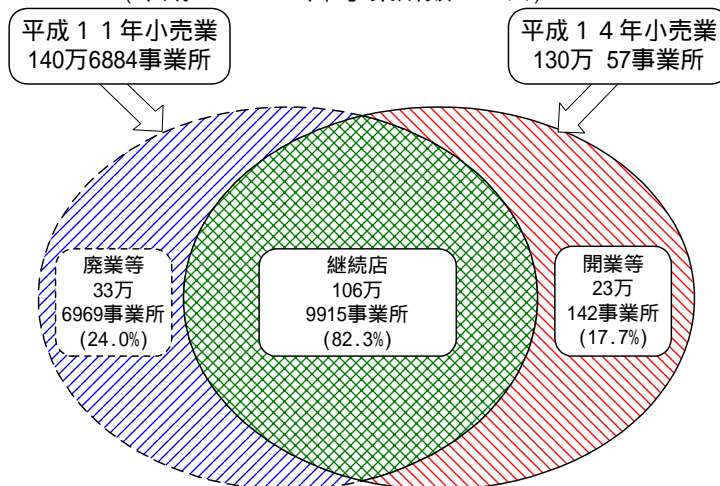 平成１１年小売業
140万6884事業所
平成１４年小売業
130万 57事業所
廃業等
33万
6969事業所
(24.0%)
継続店
106万
9915事業所
(82.3%)
開業等
23万
142事業所
(17.7%)